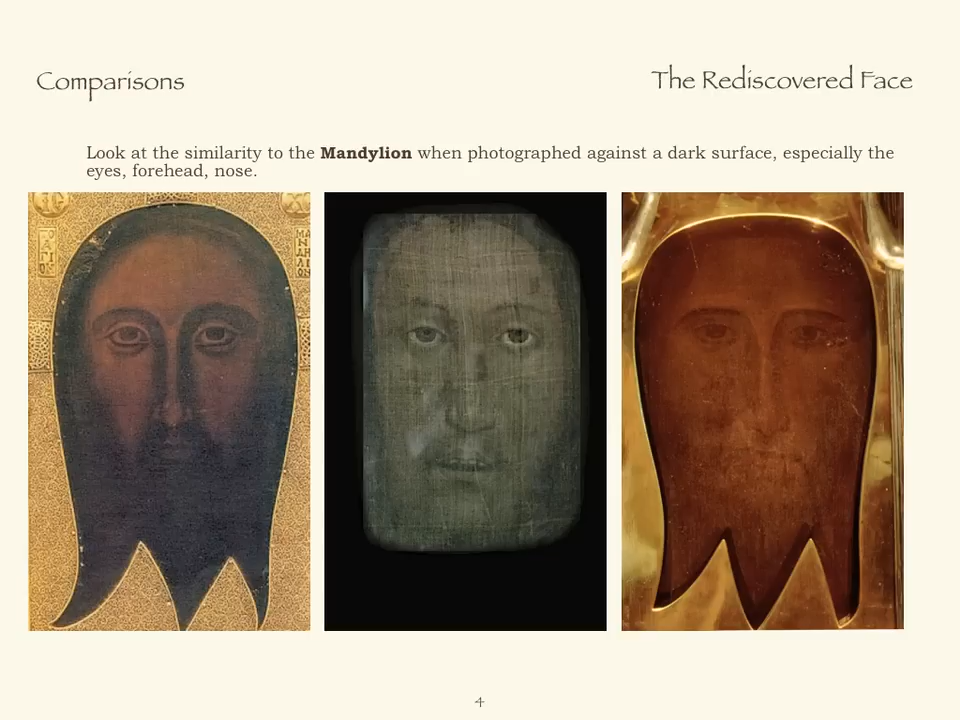 Comparisons
The Rediscovered Face
Look at the similarity to the Mandylion when photographed against a dark surface, especially the
eyes, forehead, nose.
4